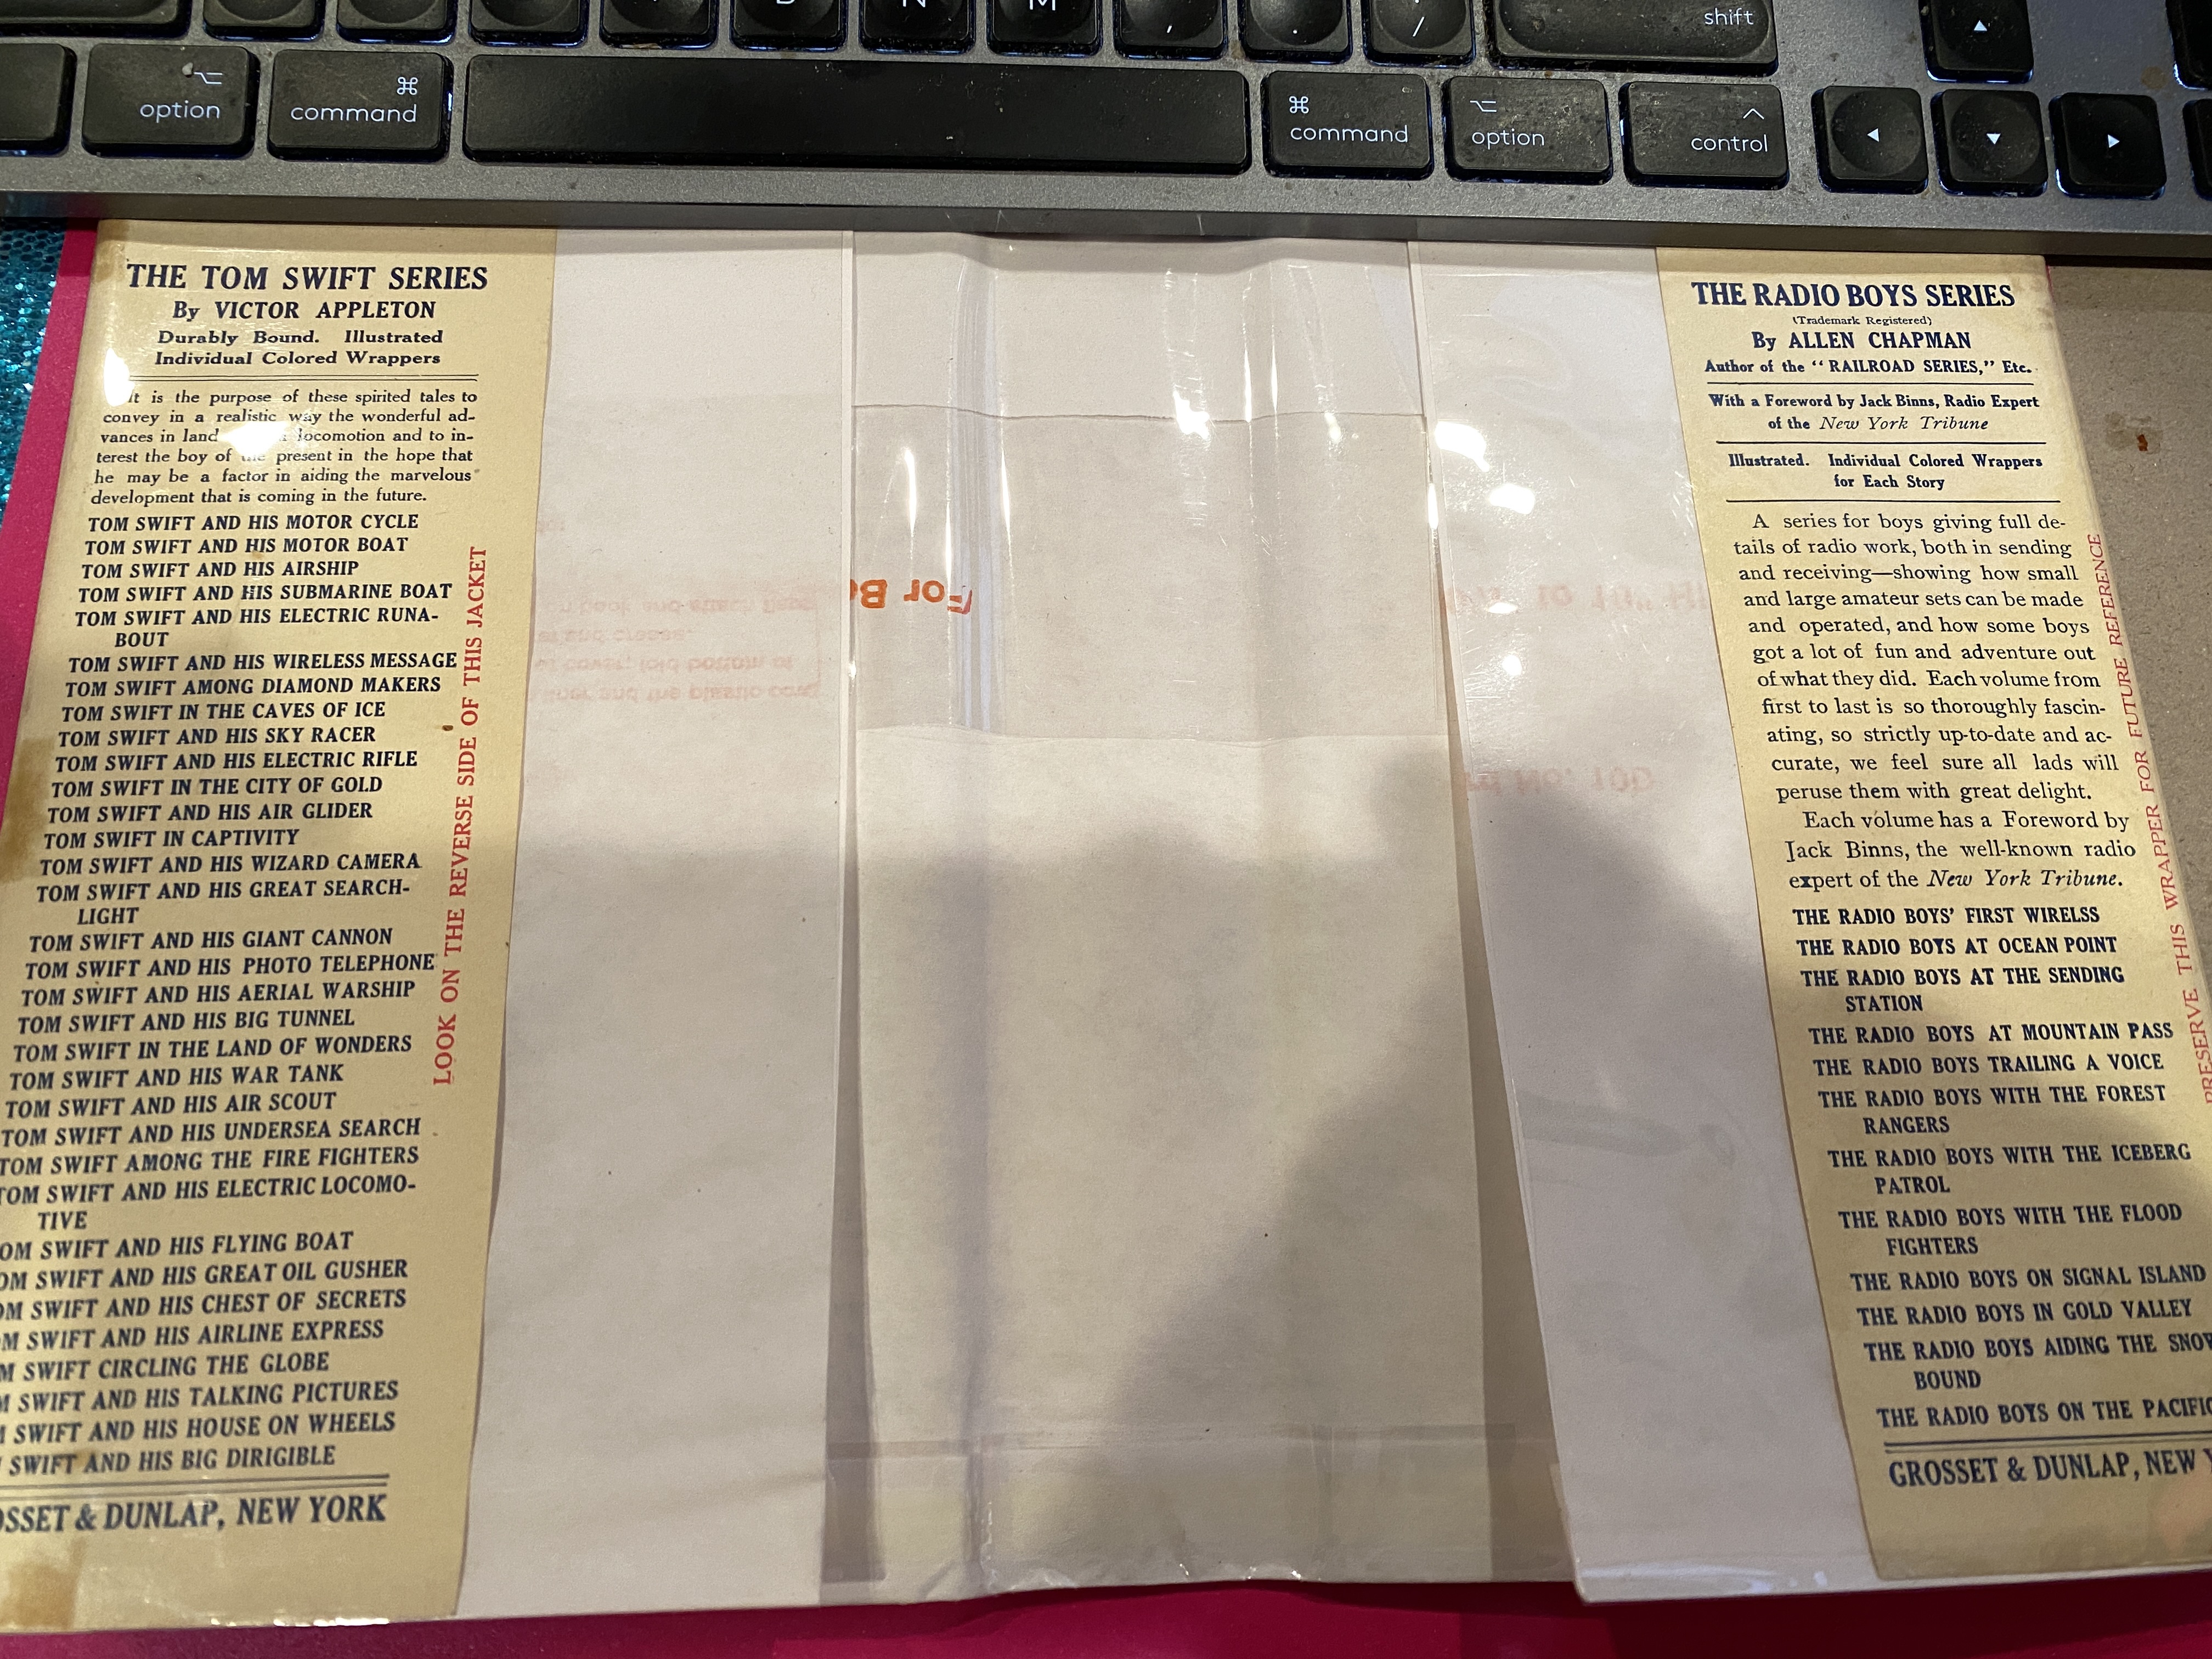 B N M , . / shift
option command command option control
THE TOM SWIFT SERIES
By VICTOR APPLETON
Durably Bound. Illustrated
Individual Colored Wrappers
It is the purpose of these spirited tales to
convey in a realistic way the wonderful ad-
vances in land locomotion and to in-
terest the boy of the present in the hope that
he may be a factor in aiding the marvelous
development that is coming in the future.
TOM SWIFT AND HIS MOTOR CYCLE
TOM SWIFT AND HIS MOTOR BOAT
TOM SWIFT AND HIS AIRSHIP
TOM SWIFT AND HIS SUBMARINE BOAT
TOM SWIFT AND HIS ELECTRIC RUNA-
BOUT
TOM SWIFT AND HIS WIRELESS MESSAGE
TOM SWIFT AMONG DIAMOND MAKERS
TOM SWIFT IN THE CAVES OF ICE
TOM SWIFT AND HIS SKY RACER
TOM SWIFT AND HIS ELECTRIC RIFLE
TOM SWIFT IN THE CITY OF GOLD
TOM SWIFT AND HIS AIR GLIDER
TOM SWIFT IN CAPTIVITY
TOM SWIFT AND HIS WIZARD CAMERA
TOM SWIFT AND HIS GREAT SEARCH-
LIGHT
TOM SWIFT AND HIS GIANT CANNON
TOM SWIFT AND HIS PHOTO TELEPHONE
TOM SWIFT AND HIS AERIAL WARSHIP
TOM SWIFT AND HIS BIG TUNNEL
TOM SWIFT IN THE LAND OF WONDERS
TOM SWIFT AND HIS WAR TANK
TOM SWIFT AND HIS AIR SCOUT
TOM SWIFT AND HIS UNDERSEA SEARCH
TOM SWIFT AMONG THE FIRE FIGHTERS
TOM SWIFT AND HIS ELECTRIC LOCOMO-
TIVE
OM SWIFT AND HIS FLYING BOAT
OM SWIFT AND HIS GREAT OIL GUSHER
OM SWIFT AND HIS CHEST OF SECRETS
M SWIFT AND HIS AIRLINE EXPRESS
M SWIFT CIRCLING THE GLOBE
M SWIFT AND HIS TALKING PICTURES
M SWIFT AND HIS HOUSE ON WHEELS
SWIFT AND HIS BIG DIRIGIBLE
OSSET & DUNLAP, NEW YORK
LOOK ON THE REVERSE SIDE OF THIS JACKET
For Bo
n book and attach flaps
er and crease.
of cover; fold bottom of
iner and the plastic cove
THE RADIO BOYS SERIES
(Trademark Registered)
By ALLEN CHAPMAN
Author of the "RAILROAD SERIES," Etc.
With a Foreword by Jack Binns, Radio Expert
of the New York Tribune
Illustrated. Individual Colored Wrappers
for Each Story
A series for boys giving full de-
tails of radio work, both in sending
and receiving—showing how small
and large amateur sets can be made
and operated, and how some boys
got a lot of fun and adventure out
of what they did. Each volume from
first to last is so thoroughly fascin-
ating, so strictly up-to-date and ac-
curate, we feel sure all lads will
peruse them with great delight.
Each volume has a Foreword by
Jack Binns, the well-known radio
expert of the New York Tribune.
THE RADIO BOYS' FIRST WIRELSS
THE RADIO BOYS AT OCEAN POINT
THE RADIO BOYS AT THE SENDING
STATION
THE RADIO BOYS AT MOUNTAIN PASS
THE RADIO BOYS TRAILING A VOICE
THE RADIO BOYS WITH THE FOREST
RANGERS
THE RADIO BOYS WITH THE ICEBERG
PATROL
THE RADIO BOYS WITH THE FLOOD
FIGHTERS
THE RADIO BOYS ON SIGNAL ISLAND
THE RADIO BOYS IN GOLD VALLEY
THE RADIO BOYS AIDING THE SNOW
BOUND
THE RADIO BOYS ON THE PACIFIC
GROSSET & DUNLAP, NEW Y
PRESERVE THIS WRAPPER FOR FUTURE REFERENCE